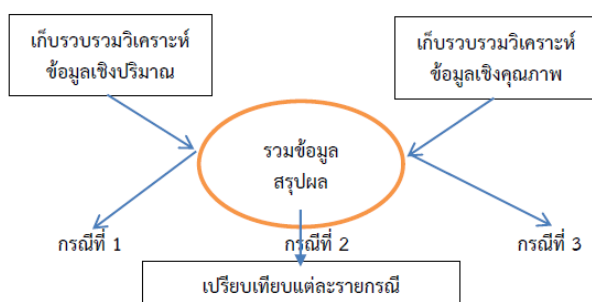 เก็บรวบรวมวิเคราะห์
ข้อมูลเชิงปริมาณ
เก็บรวบรวมวิเคราะห์
ข้อมูลเชิงคุณภาพ
รวมข้อมูล
สรุปผล
กรณีที่ 1
กรณีที่ 2
กรณีที่ 3
เปรียบเทียบแต่ละรายกรณี